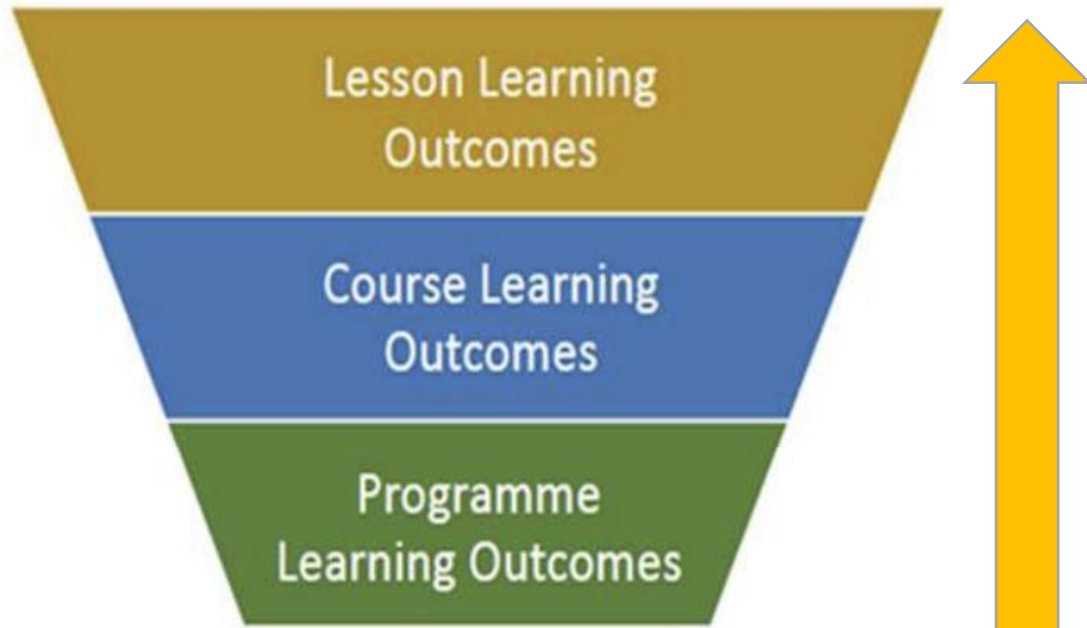 Lesson Learning
Outcomes
Course Learning
Outcomes
Programme
Learning Outcomes